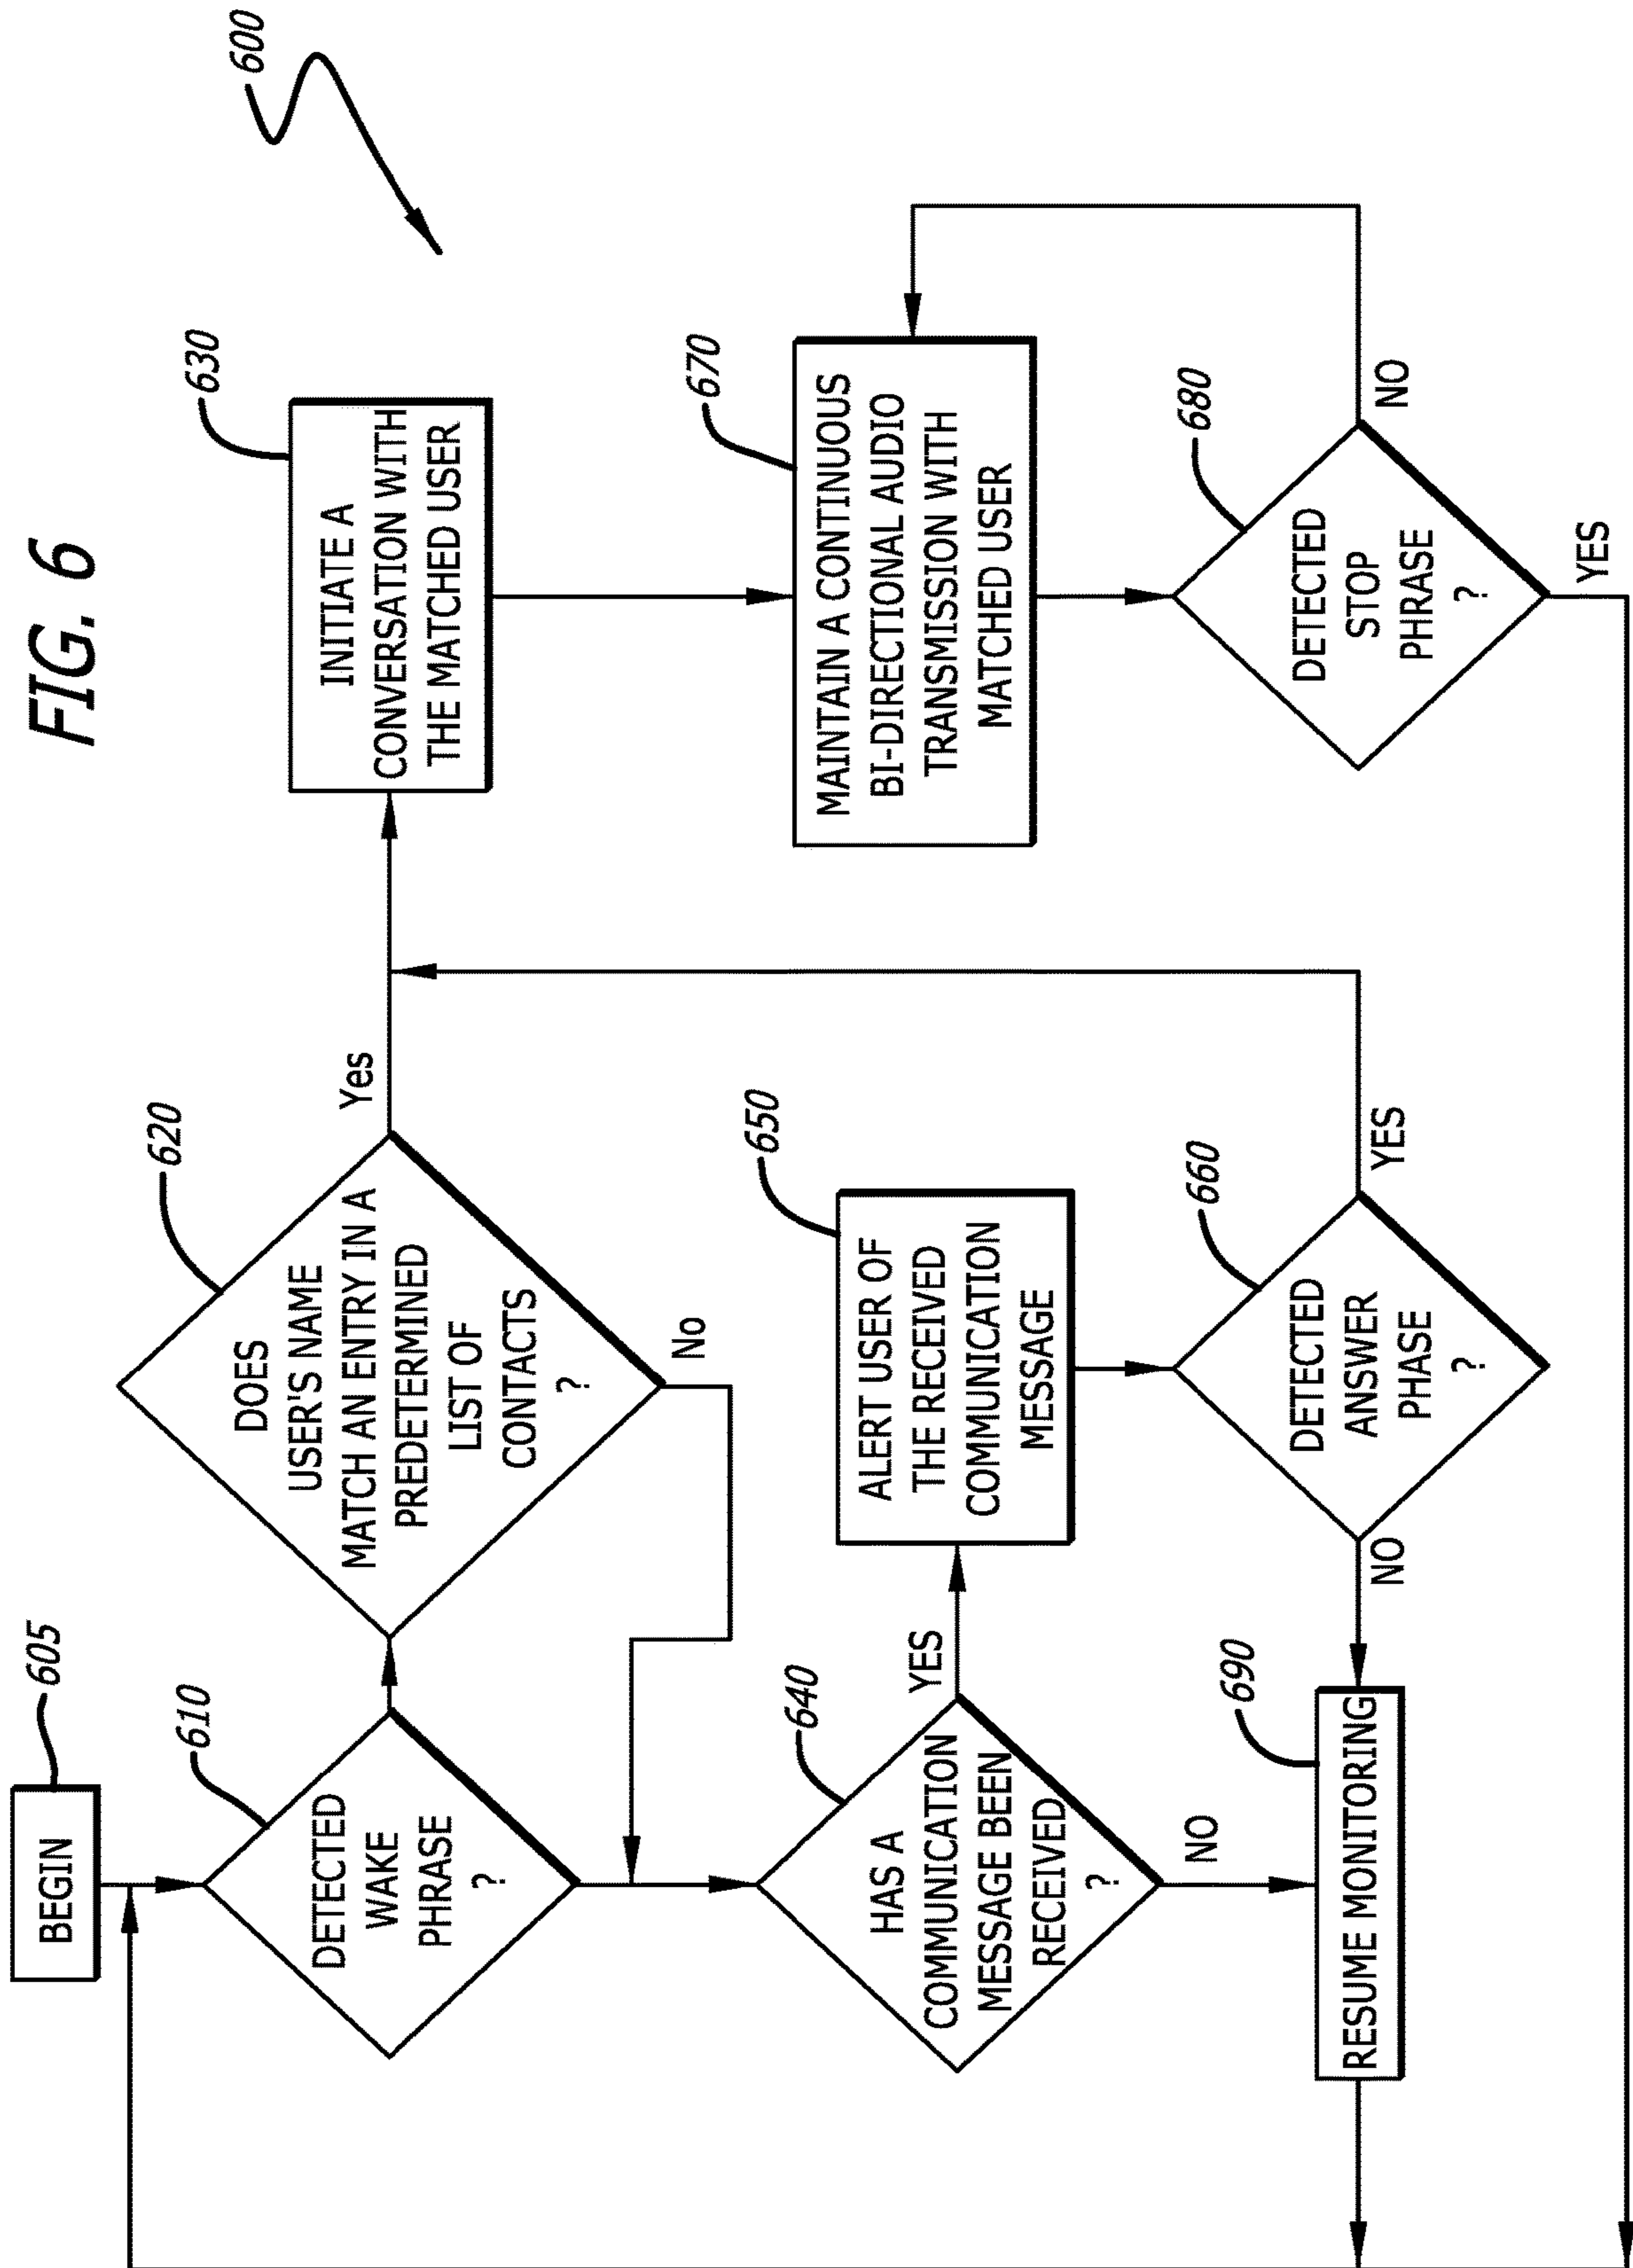 FIG. 6
600
BEGIN
605
DETECTED
WAKE
PHRASE
?
610
DOES
USER'S NAME
MATCH AN ENTRY IN A
PREDETERMINED
LIST OF
CONTACTS
?
620
Yes
No
INITIATE A
CONVERSATION WITH
THE MATCHED USER
630
HAS A
COMMUNICATION
MESSAGE BEEN
RECEIVED
?
640
YES
NO
ALERT USER OF
THE RECEIVED
COMMUNICATION
MESSAGE
650
DETECTED
ANSWER
PHASE
?
660
YES
NO
MAINTAIN A CONTINUOUS
BI-DIRECTIONAL AUDIO
TRANSMISSION WITH
MATCHED USER
670
DETECTED
STOP
PHRASE
?
680
NO
YES
RESUME MONITORING
690